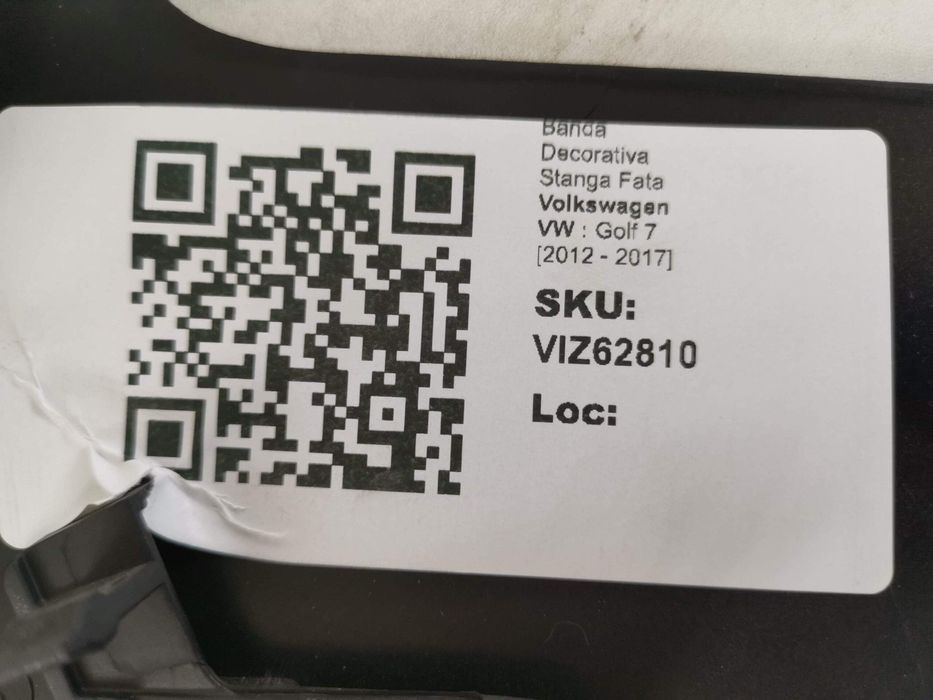 Banda
Decorativa
Stanga Fata
Volkswagen
VW : Golf 7
[2012 - 2017]
SKU:
VIZ62810
Loc: